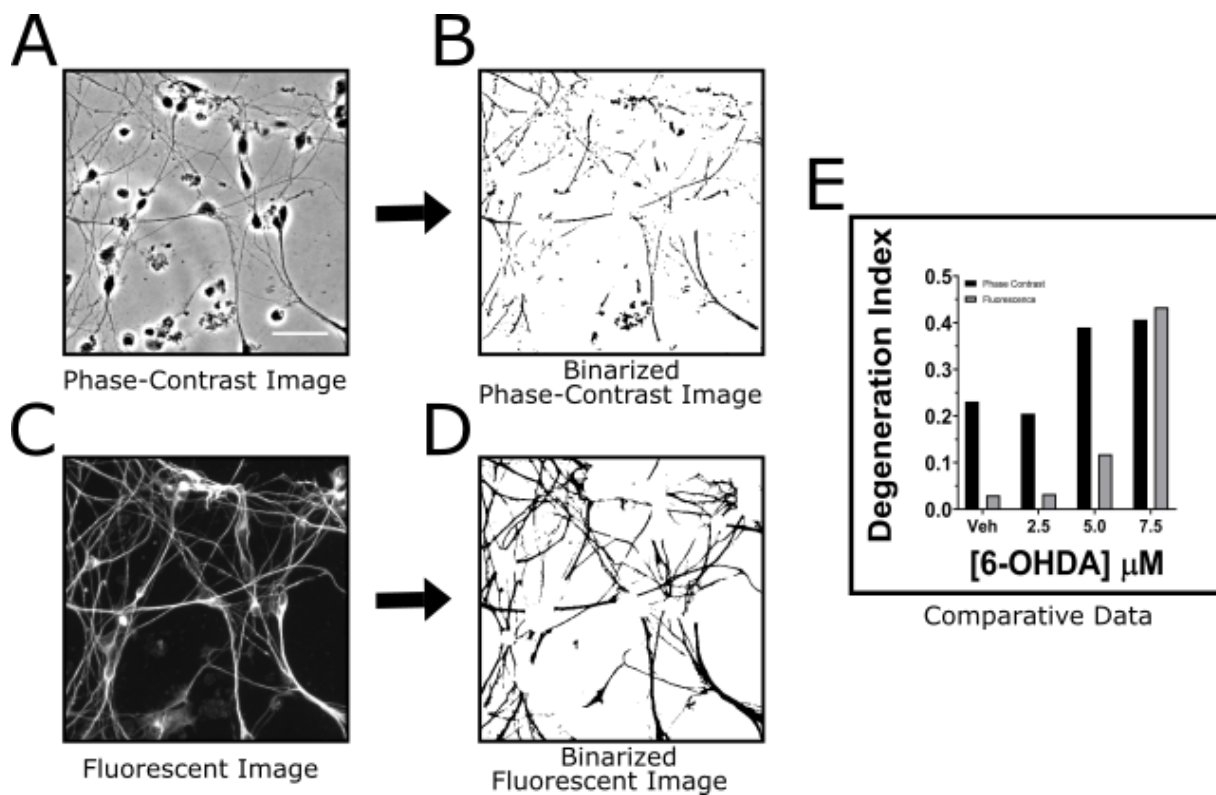 A
B
Phase-Contrast Image
Binarized
Phase-Contrast Image
C
D
Fluorescent Image
Binarized
Fluorescent Image
E
Degeneration Index
0.5
0.4
0.3
0.2
0.1
0.0
Phase Contrast
Fluorescence
Veh 2.5 5.0 7.5
[6-OHDA] µM
Comparative Data